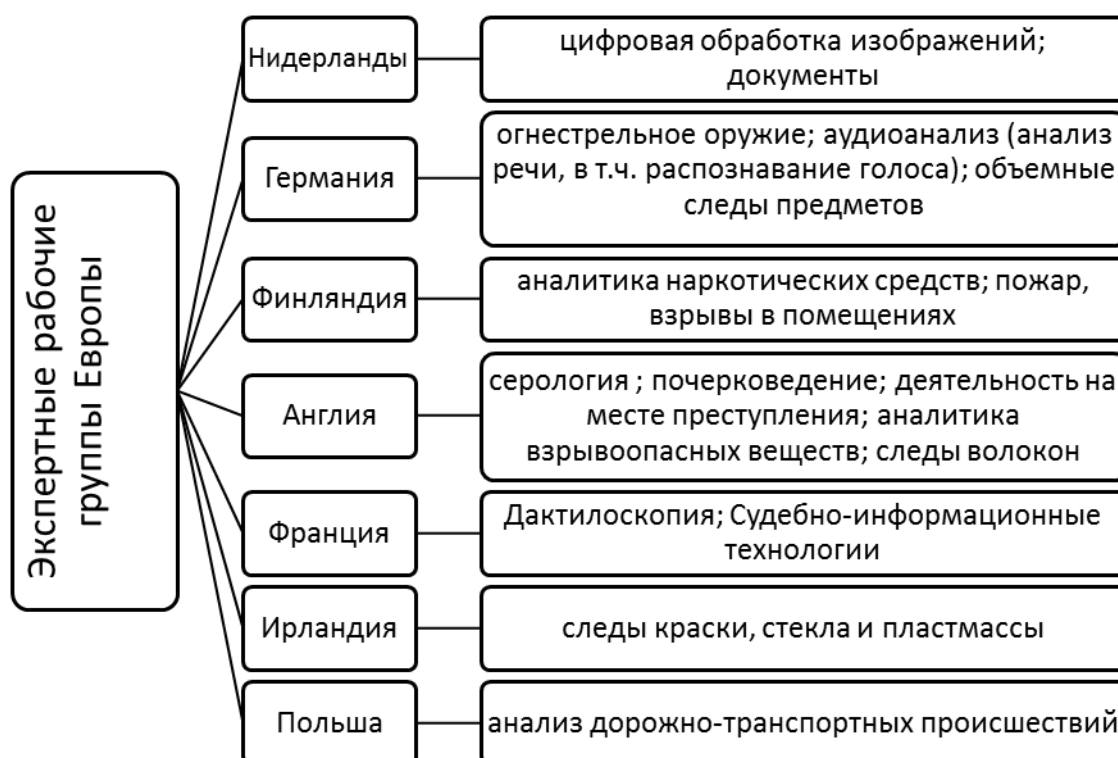 Экспертные рабочие
группы Европы
Нидерланды
цифровая обработка изображений;
документы
Германия
огнестрельное оружие; аудиоанализ (анализ
речи, в т.ч. распознавание голоса); объемные
следы предметов
Финляндия
аналитика наркотических средств; пожар,
взрывы в помещениях
Англия
серология ; почерковедение; деятельность на
месте преступления; аналитика
взрывоопасных веществ; следы волокон
Франция
Дактилоскопия; Судебно-информационные
технологии
Ирландия
следы краски, стекла и пластмассы
Польша
анализ дорожно-транспортных происшествий